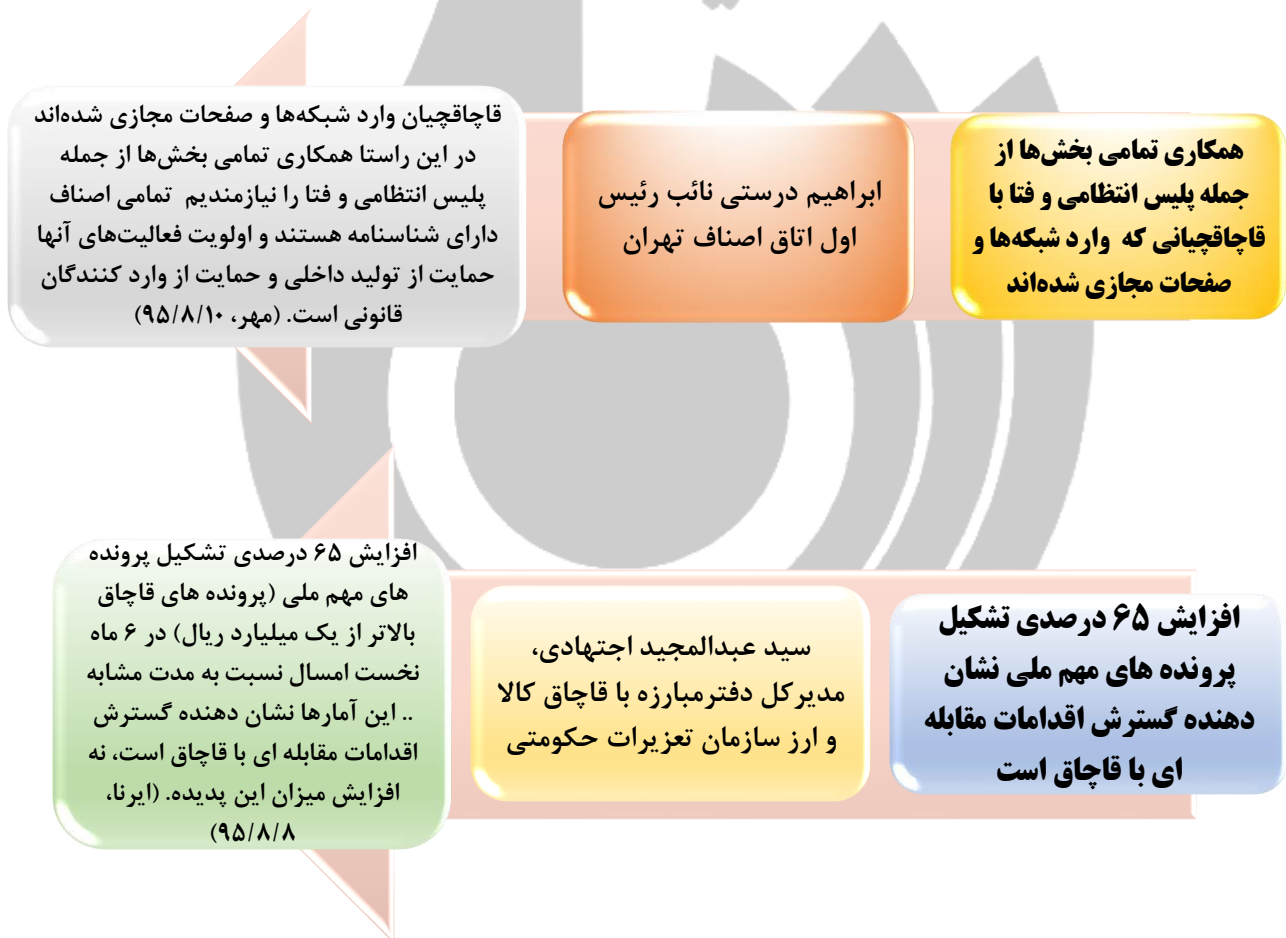 همکاری تمامی بخش‌ها از
جمله پلیس انتظامی و فتا با
قاچاقچیانی که وارد شبکه‌ها و
صفحات مجازی شده‌اند
ابراهیم درستی نائب رئیس
اول اتاق اصناف تهران
قاچاقچیان وارد شبکه‌ها و صفحات مجازی شده‌اند
در این راستا همکاری تمامی بخش‌ها از جمله
پلیس انتظامی و فتا را نیازمندیم تمامی اصناف
دارای شناسنامه هستند و اولویت فعالیت‌های آنها
حمایت از تولید داخلی و حمایت از وارد کنندگان
قانونی است. (مهر، ۹۵/۸/۱۰)
افزایش ۶۵ درصدی تشکیل
پرونده های مهم ملی نشان
دهنده گسترش اقدامات مقابله
ای با قاچاق است
سید عبدالمجید اجتهادی،
مدیرکل دفترمبارزه با قاچاق کالا
و ارز سازمان تعزیرات حکومتی
افزایش ۶۵ درصدی تشکیل پرونده
های مهم ملی (پرونده های قاچاق
بالاتر از یک میلیارد ریال) در ۶ ماه
نخست امسال نسبت به مدت مشابه
.. این آمارها نشان دهنده گسترش
اقدامات مقابله ای با قاچاق است، نه
افزایش میزان این پدیده. (ایرنا،
۹۵/۸/۸)